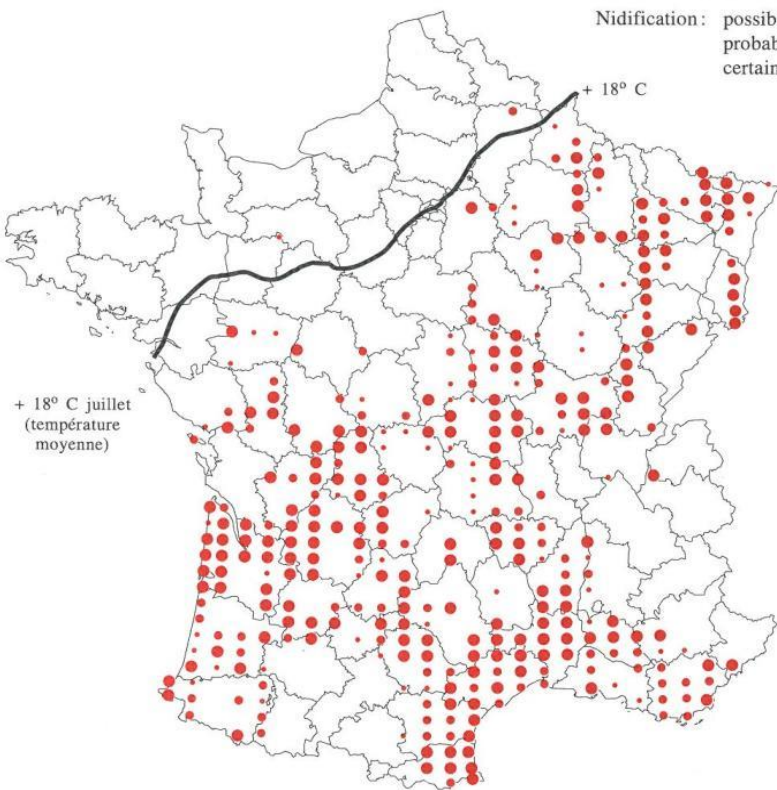 Nidification: possib
probab
certain
+ 18° C
+ 18° C juillet
(température
moyenne)